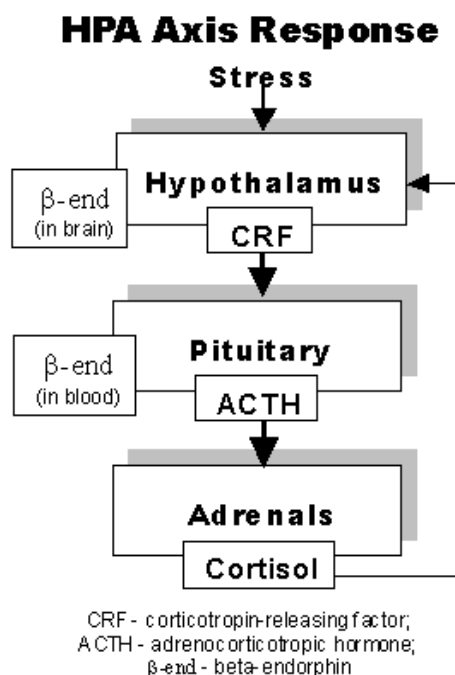 HPA Axis Response
Stress
Hypothalamus
β-end
(in brain)
CRF
Pituitary
β-end
(in blood)
ACTH
Adrenals
Cortisol
CRF - corticotropin-releasing factor;
ACTH - adrenocorticotropic hormone;
β-end - beta-endorphin